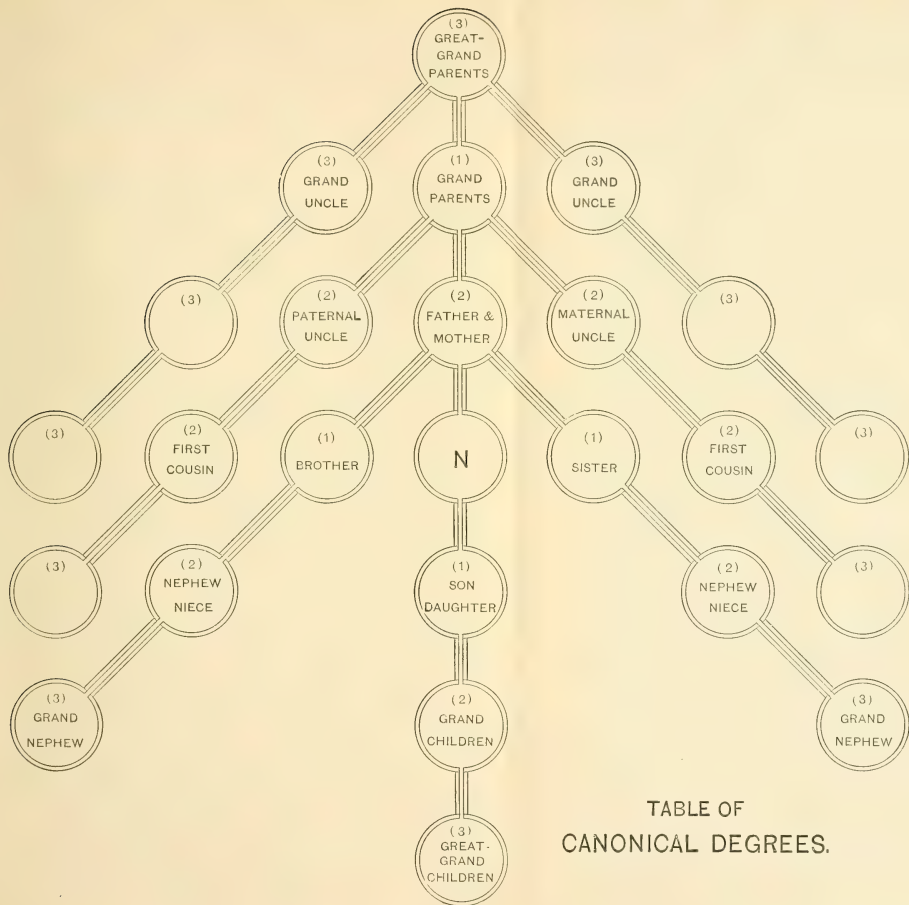 (3)
GREAT-
GRAND
PARENTS
(3)
GRAND
UNCLE
(1)
GRAND
PARENTS
(3)
GRAND
UNCLE
(3)
(2)
PATERNAL
UNCLE
(2)
FATHER &
MOTHER
(2)
MATERNAL
UNCLE
(3)
(3)
(2)
FIRST
COUSIN
(1)
BROTHER
N
(1)
SISTER
(2)
FIRST
COUSIN
(3)
(3)
(2)
NEPHEW
NIECE
(1)
SON
DAUGHTER
(2)
NEPHEW
NIECE
(3)
(3)
GRAND
NEPHEW
(2)
GRAND
CHILDREN
(3)
GRAND
NEPHEW
(3)
GREAT-
GRAND
CHILDREN
TABLE OF
CANONICAL DEGREES.